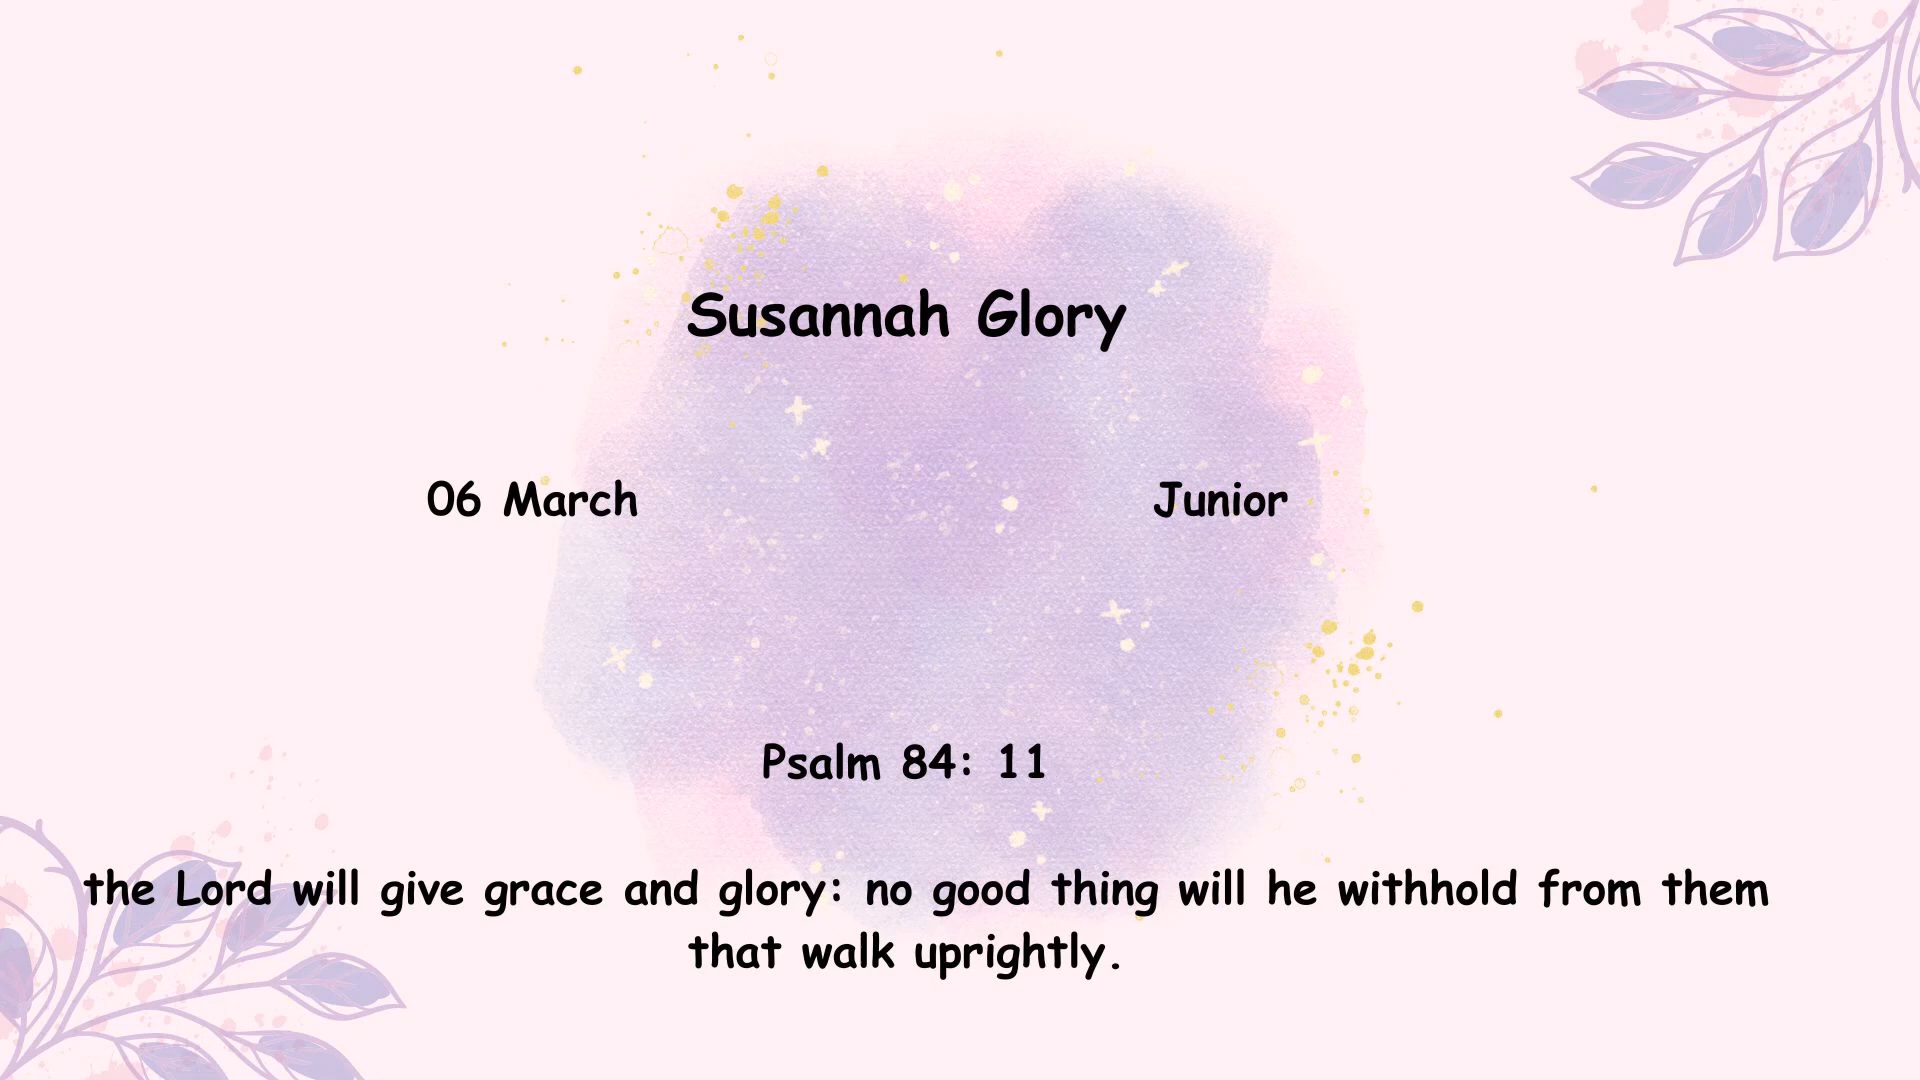 Susannah Glory
06 March
Junior
Psalm 84: 11
the Lord will give grace and glory: no good thing will he withhold from them
that walk uprightly.